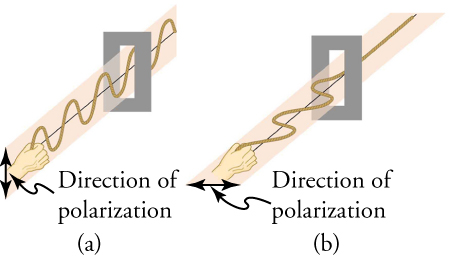 Direction of
polarization
(a)
Direction of
polarization
(b)